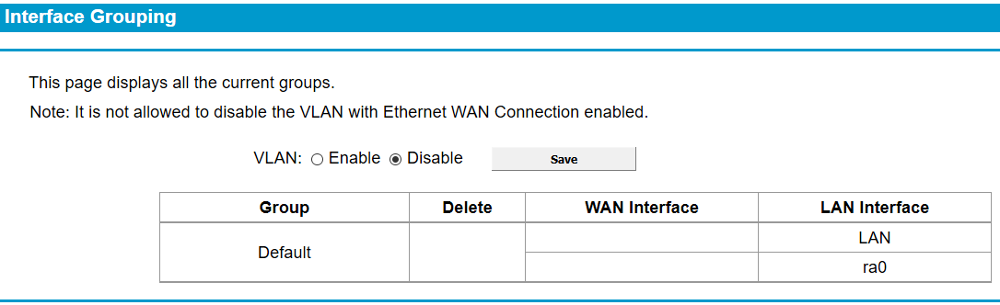 Interface Grouping
This page displays all the current groups.
Note: It is not allowed to disable the VLAN with Ethernet WAN Connection enabled.
VLAN: Enable Disable Save
Group Delete WAN Interface LAN Interface
Default
LAN
ra0